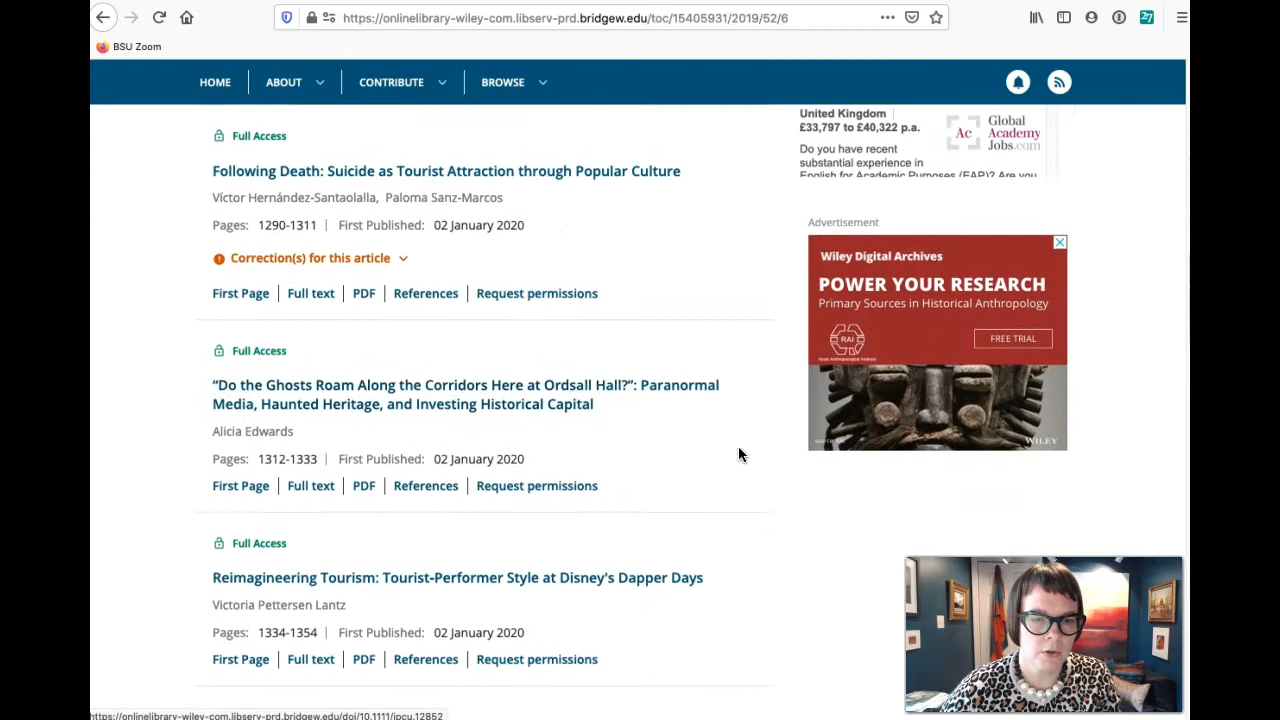 https://onlinelibrary-wiley-com.libserv-prd.bridgew.edu/toc/15405931/2019/52/6
27
BSU Zoom
HOME
ABOUT
CONTRIBUTE
BROWSE
Full Access
Following Death: Suicide as Tourist Attraction through Popular Culture
Víctor Hernández-Santaolalla, Paloma Sanz-Marcos
Pages: 1290-1311 | First Published: 02 January 2020
Correction(s) for this article
First Page | Full text | PDF | References | Request permissions
Full Access
“Do the Ghosts Roam Along the Corridors Here at Ordsall Hall?”: Paranormal
Media, Haunted Heritage, and Investing Historical Capital
Alicia Edwards
Pages: 1312-1333 | First Published: 02 January 2020
First Page | Full text | PDF | References | Request permissions
Full Access
Reimagineering Tourism: Tourist-Performer Style at Disney's Dapper Days
Victoria Pettersen Lantz
Pages: 1334-1354 | First Published: 02 January 2020
First Page | Full text | PDF | References | Request permissions
United Kingdom
£33,797 to £40,322 p.a.
Do you have recent
substantial experience in
English for Academic Purposes (EAP)? Are you
Ac
Global
Academy
Jobs.com
Advertisement
Wiley Digital Archives
POWER YOUR RESEARCH
Primary Sources in Historical Anthropology
RAI
FREE TRIAL
WILEY
https://onlinelibrary-wiley-com.libserv-prd.bridgew.edu/doi/10.1111/jpcu.12852